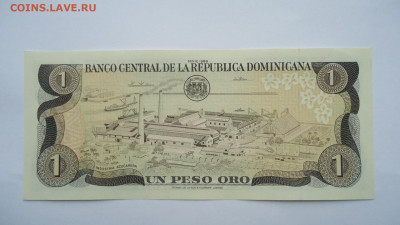 COINS.LAVE.RU
BANCO CENTRAL DE LA REPUBLICA DOMINICANA
1
1
1
1
UN PESO ORO